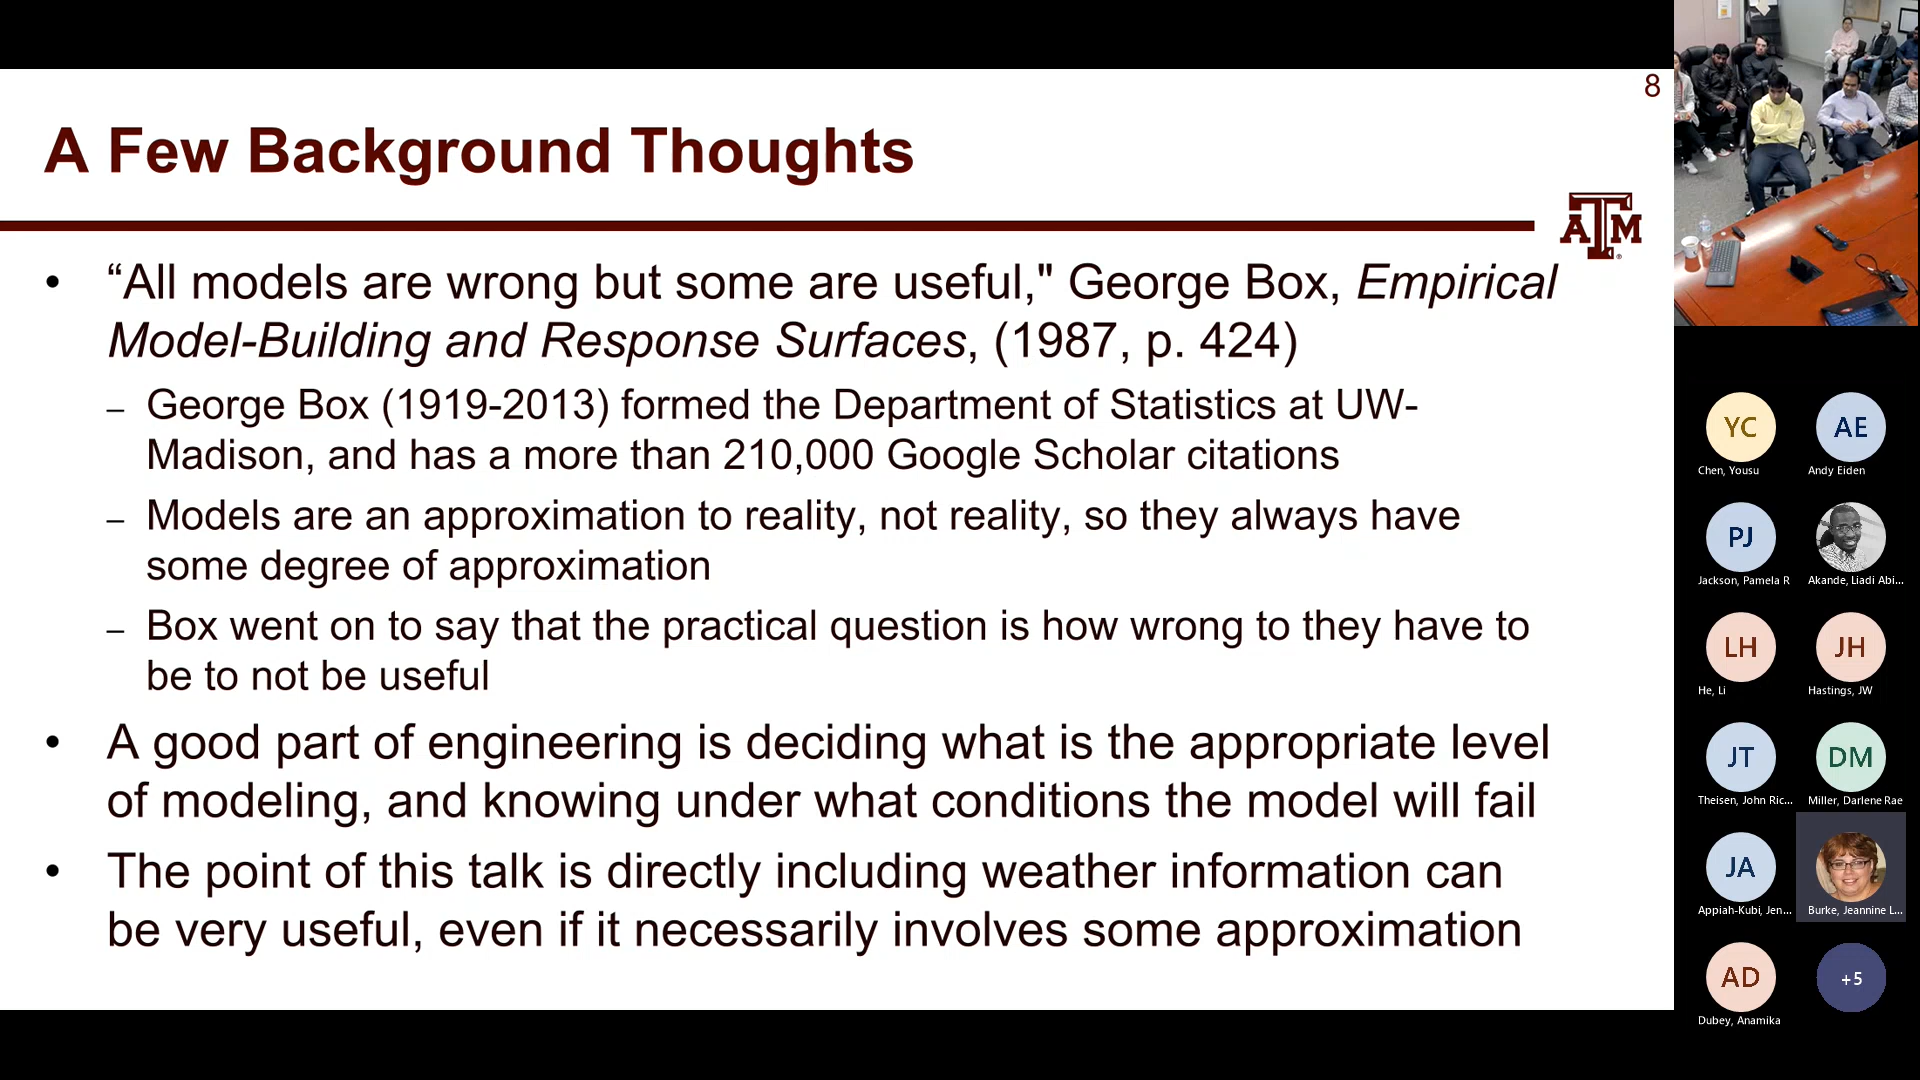 8
A Few Background Thoughts
ĀTM
• “All models are wrong but some are useful," George Box, Empirical
Model-Building and Response Surfaces, (1987, p. 424)
– George Box (1919-2013) formed the Department of Statistics at UW-
Madison, and has a more than 210,000 Google Scholar citations
– Models are an approximation to reality, not reality, so they always have
some degree of approximation
– Box went on to say that the practical question is how wrong to they have to
be to not be useful
• A good part of engineering is deciding what is the appropriate level
of modeling, and knowing under what conditions the model will fail
• The point of this talk is directly including weather information can
be very useful, even if it necessarily involves some approximation
YC
Chen, Yousu
AE
Andy Eiden
PJ
Jackson, Pamela R
Akande, Liadi Abi...
LH
He, Li
JH
Hastings, JW
JT
Theisen, John Ric...
DM
Miller, Darlene Rae
JA
Appiah-Kubi, Jen...
Burke, Jeannine L...
AD
Dubey, Anamika
+5